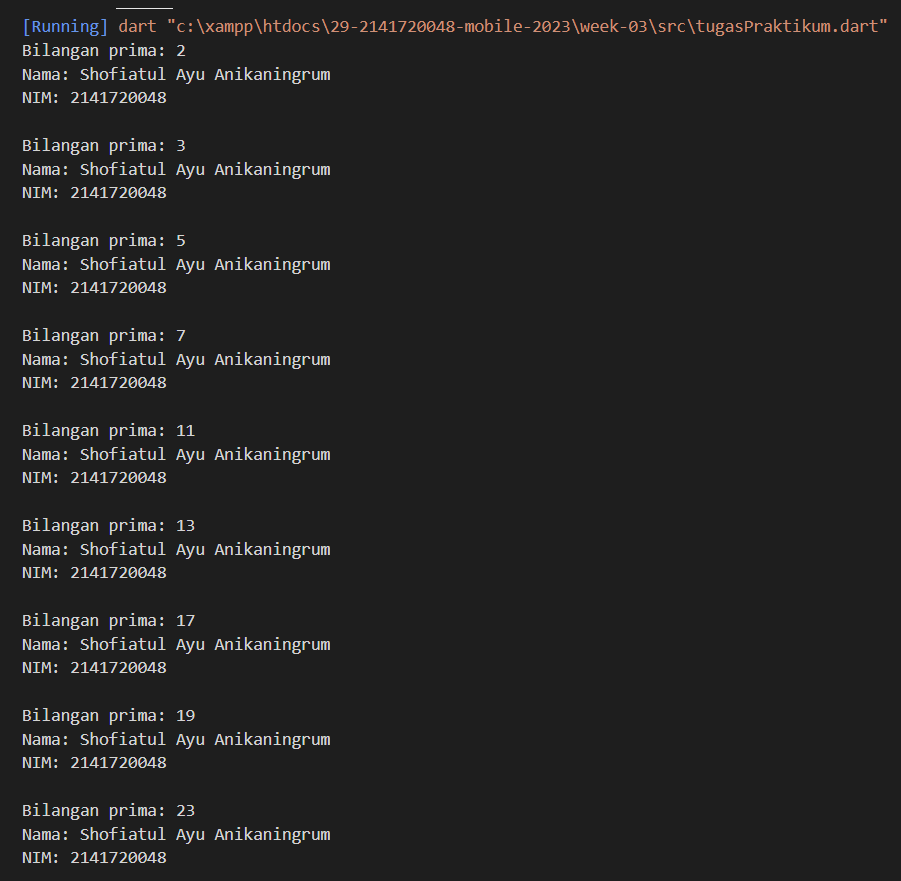 [Running] dart "c:\xampp\htdocs\29-2141720048-mobile-2023\week-03\src\tugasPraktikum.dart"
Bilangan prima: 2
Nama: Shofiatul Ayu Anikaningrum
NIM: 2141720048

Bilangan prima: 3
Nama: Shofiatul Ayu Anikaningrum
NIM: 2141720048

Bilangan prima: 5
Nama: Shofiatul Ayu Anikaningrum
NIM: 2141720048

Bilangan prima: 7
Nama: Shofiatul Ayu Anikaningrum
NIM: 2141720048

Bilangan prima: 11
Nama: Shofiatul Ayu Anikaningrum
NIM: 2141720048

Bilangan prima: 13
Nama: Shofiatul Ayu Anikaningrum
NIM: 2141720048

Bilangan prima: 17
Nama: Shofiatul Ayu Anikaningrum
NIM: 2141720048

Bilangan prima: 19
Nama: Shofiatul Ayu Anikaningrum
NIM: 2141720048

Bilangan prima: 23
Nama: Shofiatul Ayu Anikaningrum
NIM: 2141720048